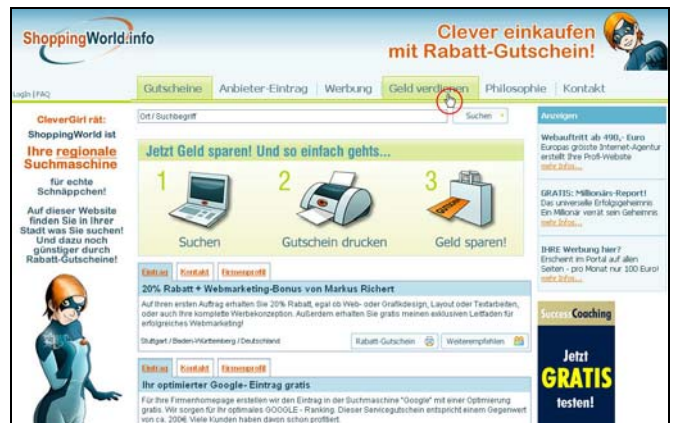 ShoppingWorld.info
Clever einkaufen
mit Rabatt-Gutschein!
Login | FAQ
Gutscheine | Anbieter-Eintrag | Werbung | Geld verdienen | Philosophie | Kontakt
CleverGirl rät:
ShoppingWorld ist
Ihre regionale
Suchmaschine
für echte
Schnäppchen!
Auf dieser Website
finden Sie in Ihrer
Stadt was Sie suchen!
Und dazu noch
günstiger durch
Rabatt-Gutscheine!
Ort / Suchbegriff
Suchen
Jetzt Geld sparen! Und so einfach gehts...
1 2 3
GUTSCHEIN
Suchen Gutschein drucken Geld sparen!
Eintrag Kontakt Firmenprofil
20% Rabatt + Webmarketing-Bonus von Markus Richert
Auf Ihren ersten Auftrag erhalten Sie 20% Rabatt, egal ob Web- oder Grafikdesign, Layout oder Textarbeiten,
oder auch Ihre komplette Werbekonzeption. Außerdem erhalten Sie gratis meinen exklusiven Leitfaden für
erfolgreiches Webmarketing!
Stuttgart / Baden-Württemberg / Deutschland
Rabatt-Gutschein Weiterempfehlen
Eintrag Kontakt Firmenprofil
Ihr optimierter Google- Eintrag gratis
Für Ihre Firmenhomepage erstellen wir den Eintrag in der Suchmaschine "Google" mit einer Optimierung
gratis. Wir sorgen für Ihr optimales GOOGLE - Ranking. Dieser Servicegutschein entspricht einem Gegenwert
von ca. 200€. Viele Kunden haben davon schon profitiert.
Anzeigen
Webauftritt ab 490,- Euro
Europas grösste Internet-Agentur
erstellt Ihre Profi-Website
mehr Infos...
GRATIS: Millionärs-Report!
Das universelle Erfolgsgeheimnis
Ein Millionär verrät sein Geheimnis
mehr Infos...
IHRE Werbung hier?
Erscheint im Portal auf allen
Seiten - pro Monat nur 100 Euro!
mehr Infos...
Success Coaching
Jetzt
GRATIS
testen!